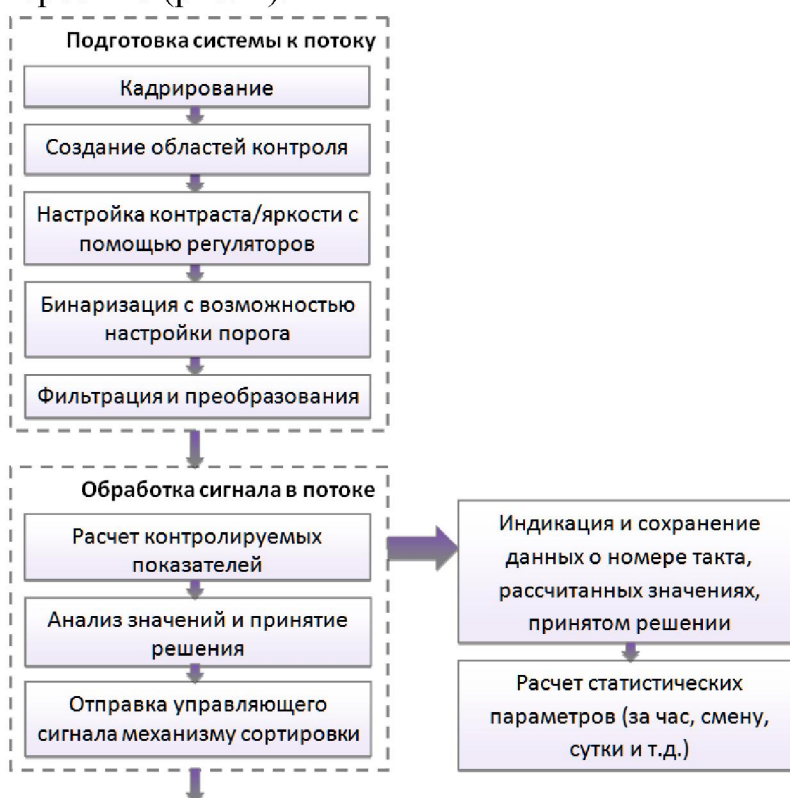 Подготовка системы к потоку
Кадрирование
Создание областей контроля
Настройка контраста/яркости с
помощью регуляторов
Бинаризация с возможностью
настройки порога
Фильтрация и преобразования
Обработка сигнала в потоке
Расчет контролируемых
показателей
Анализ значений и принятие
решения
Отправка управляющего
сигнала механизму сортировки
Индикация и сохранение
данных о номере такта,
рассчитанных значениях,
принятом решении
Расчет статистических
параметров (за час, смену,
сутки и т.д.)